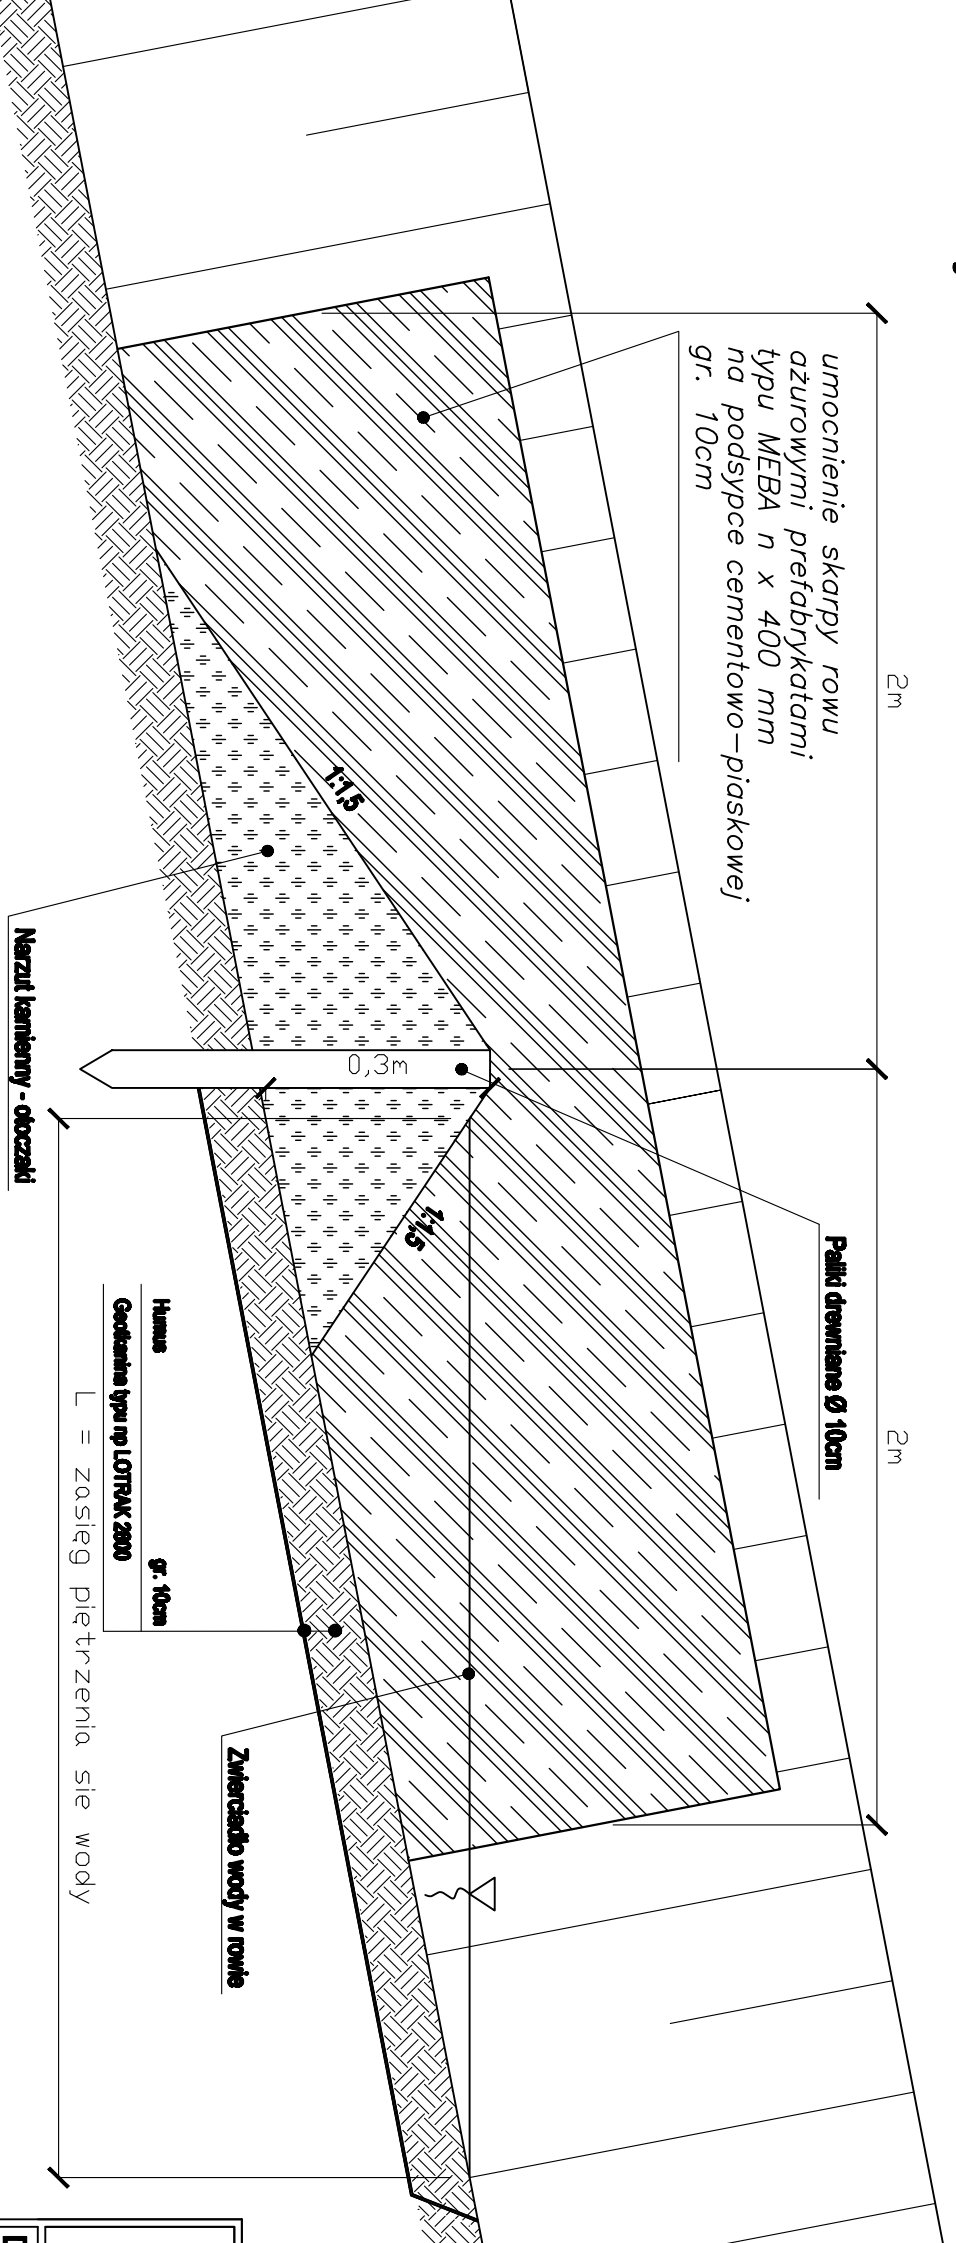 2m
2m
umocnienie skarpy rowu
ażurowymi prefabrykatami
typu MEBA n x 400 mm
na podsypce cementowo-piaskowej
gr. 10cm
Paliki drewniane Ø 10cm
1:1,5
0,3m
1:1,5
Zwierciadło wody w rowie
Humus gr. 10cm
Geotkanina typu np LOTRAK 2800
L = zasięg piętrzenia sie wody
Narzut kamienny - otoczaki